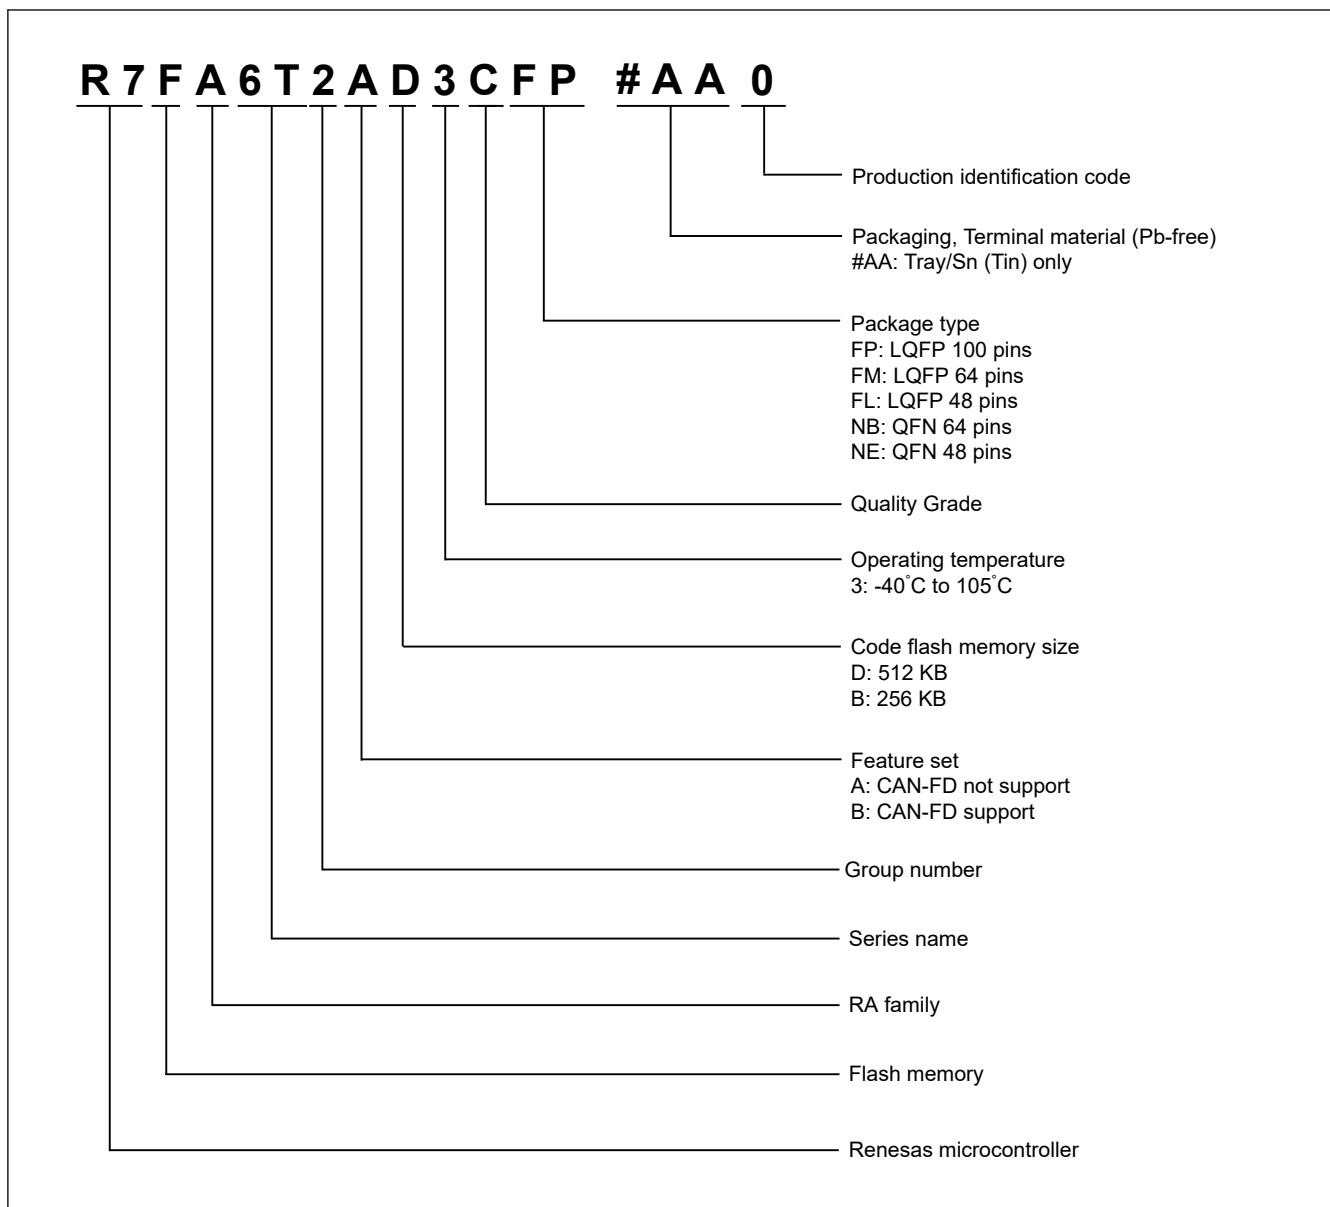 R7FA6T2AD3CFP #AA0
Production identification code
Packaging, Terminal material (Pb-free)
#AA: Tray/Sn (Tin) only
Package type
FP: LQFP 100 pins
FM: LQFP 64 pins
FL: LQFP 48 pins
NB: QFN 64 pins
NE: QFN 48 pins
Quality Grade
Operating temperature
3: -40°C to 105°C
Code flash memory size
D: 512 KB
B: 256 KB
Feature set
A: CAN-FD not support
B: CAN-FD support
Group number
Series name
RA family
Flash memory
Renesas microcontroller